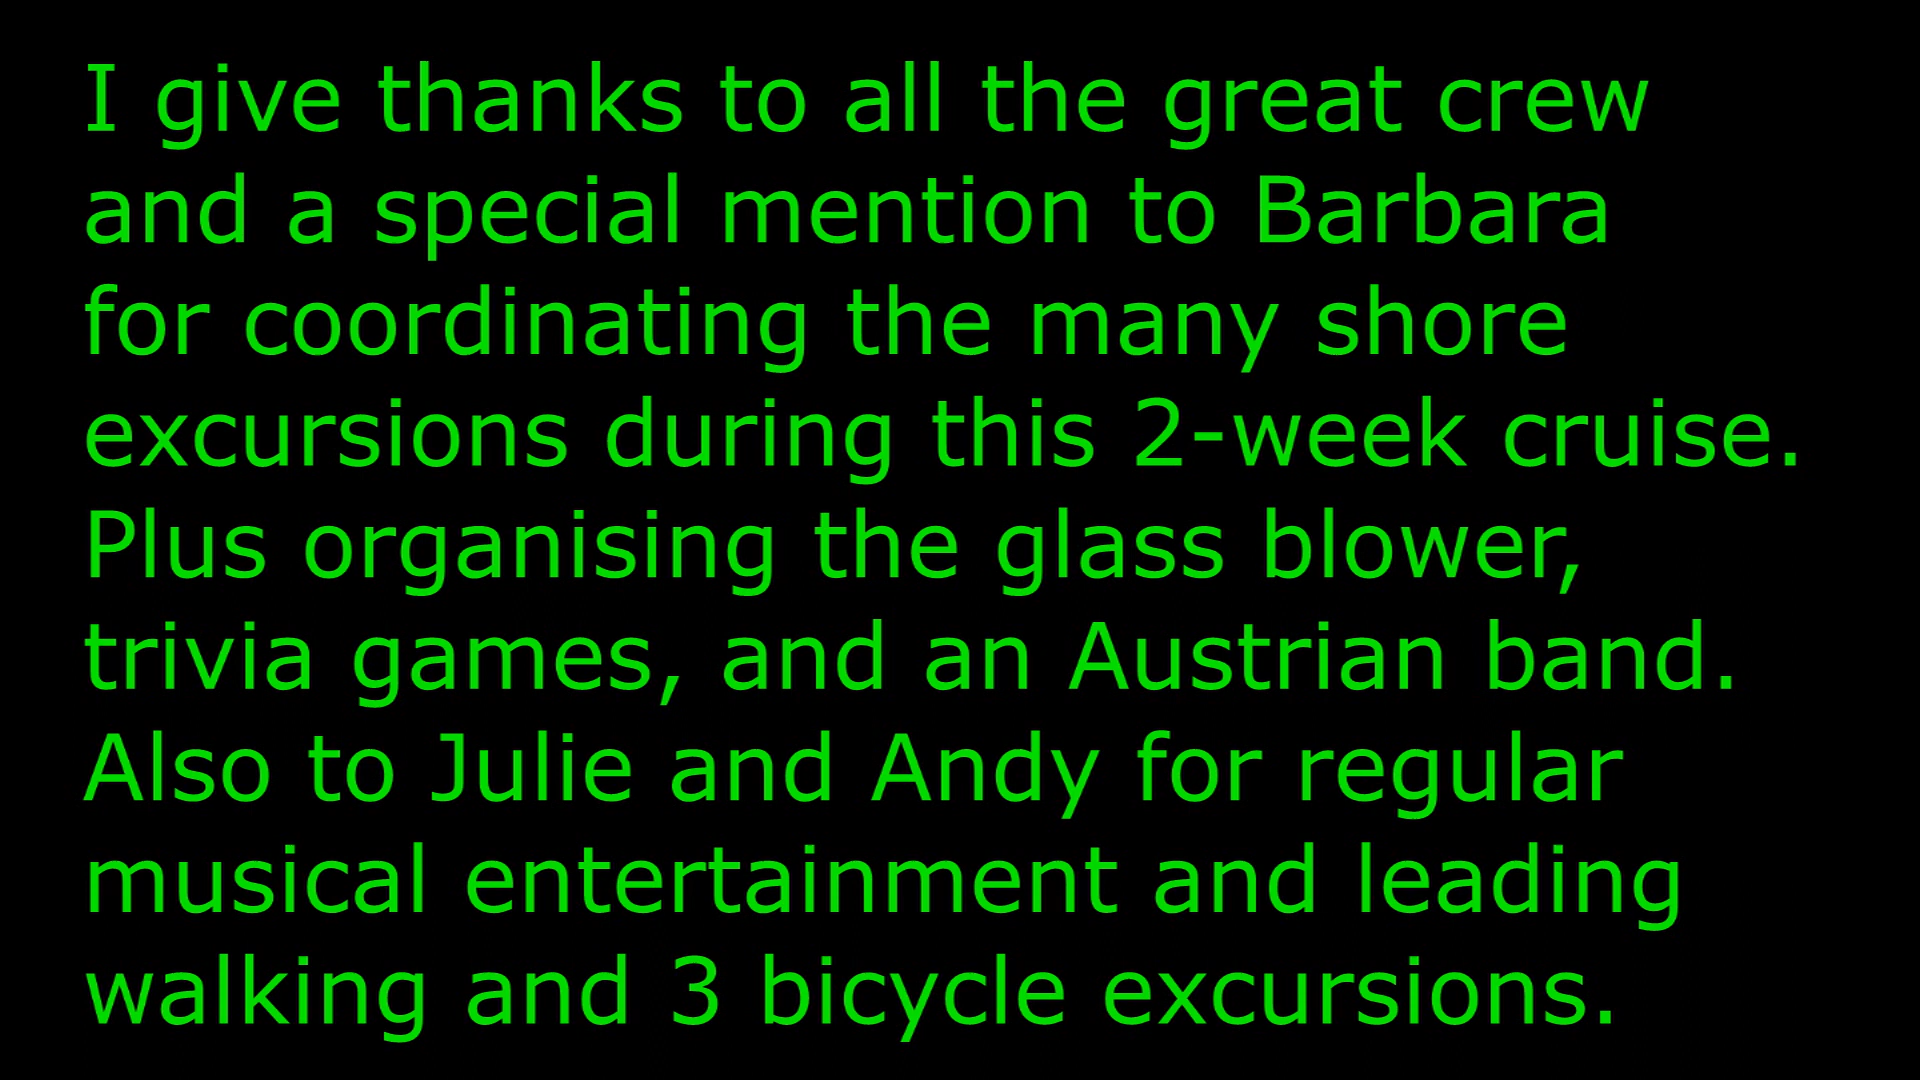 I give thanks to all the great crew
and a special mention to Barbara
for coordinating the many shore
excursions during this 2-week cruise.
Plus organising the glass blower,
trivia games, and an Austrian band.
Also to Julie and Andy for regular
musical entertainment and leading
walking and 3 bicycle excursions.